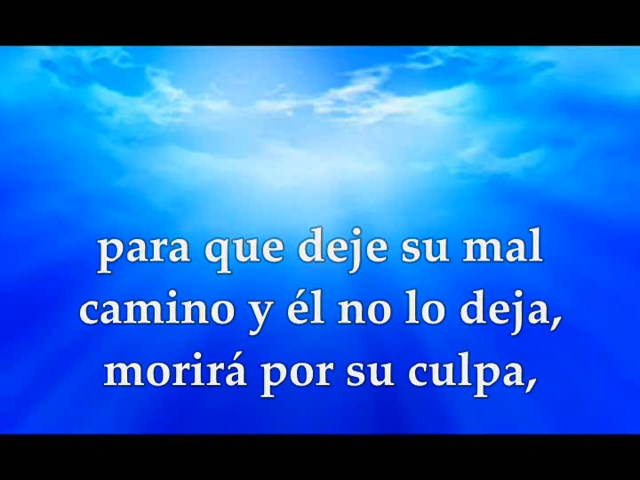 para que deje su mal
camino y él no lo deja,
morirá por su culpa,